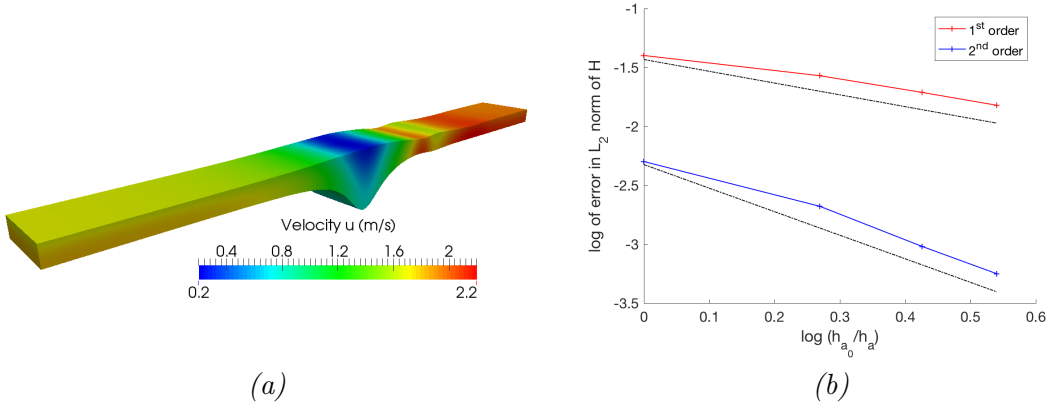 Velocity u (m/s)
0.4 0.8 1.2 1.6 2
0.2 2.2
(a)
1st order
2nd order
log of error in L2 norm of H
-1
-1.5
-2
-2.5
-3
-3.5
0 0.1 0.2 0.3 0.4 0.5 0.6
log (ha0/ha)
(b)